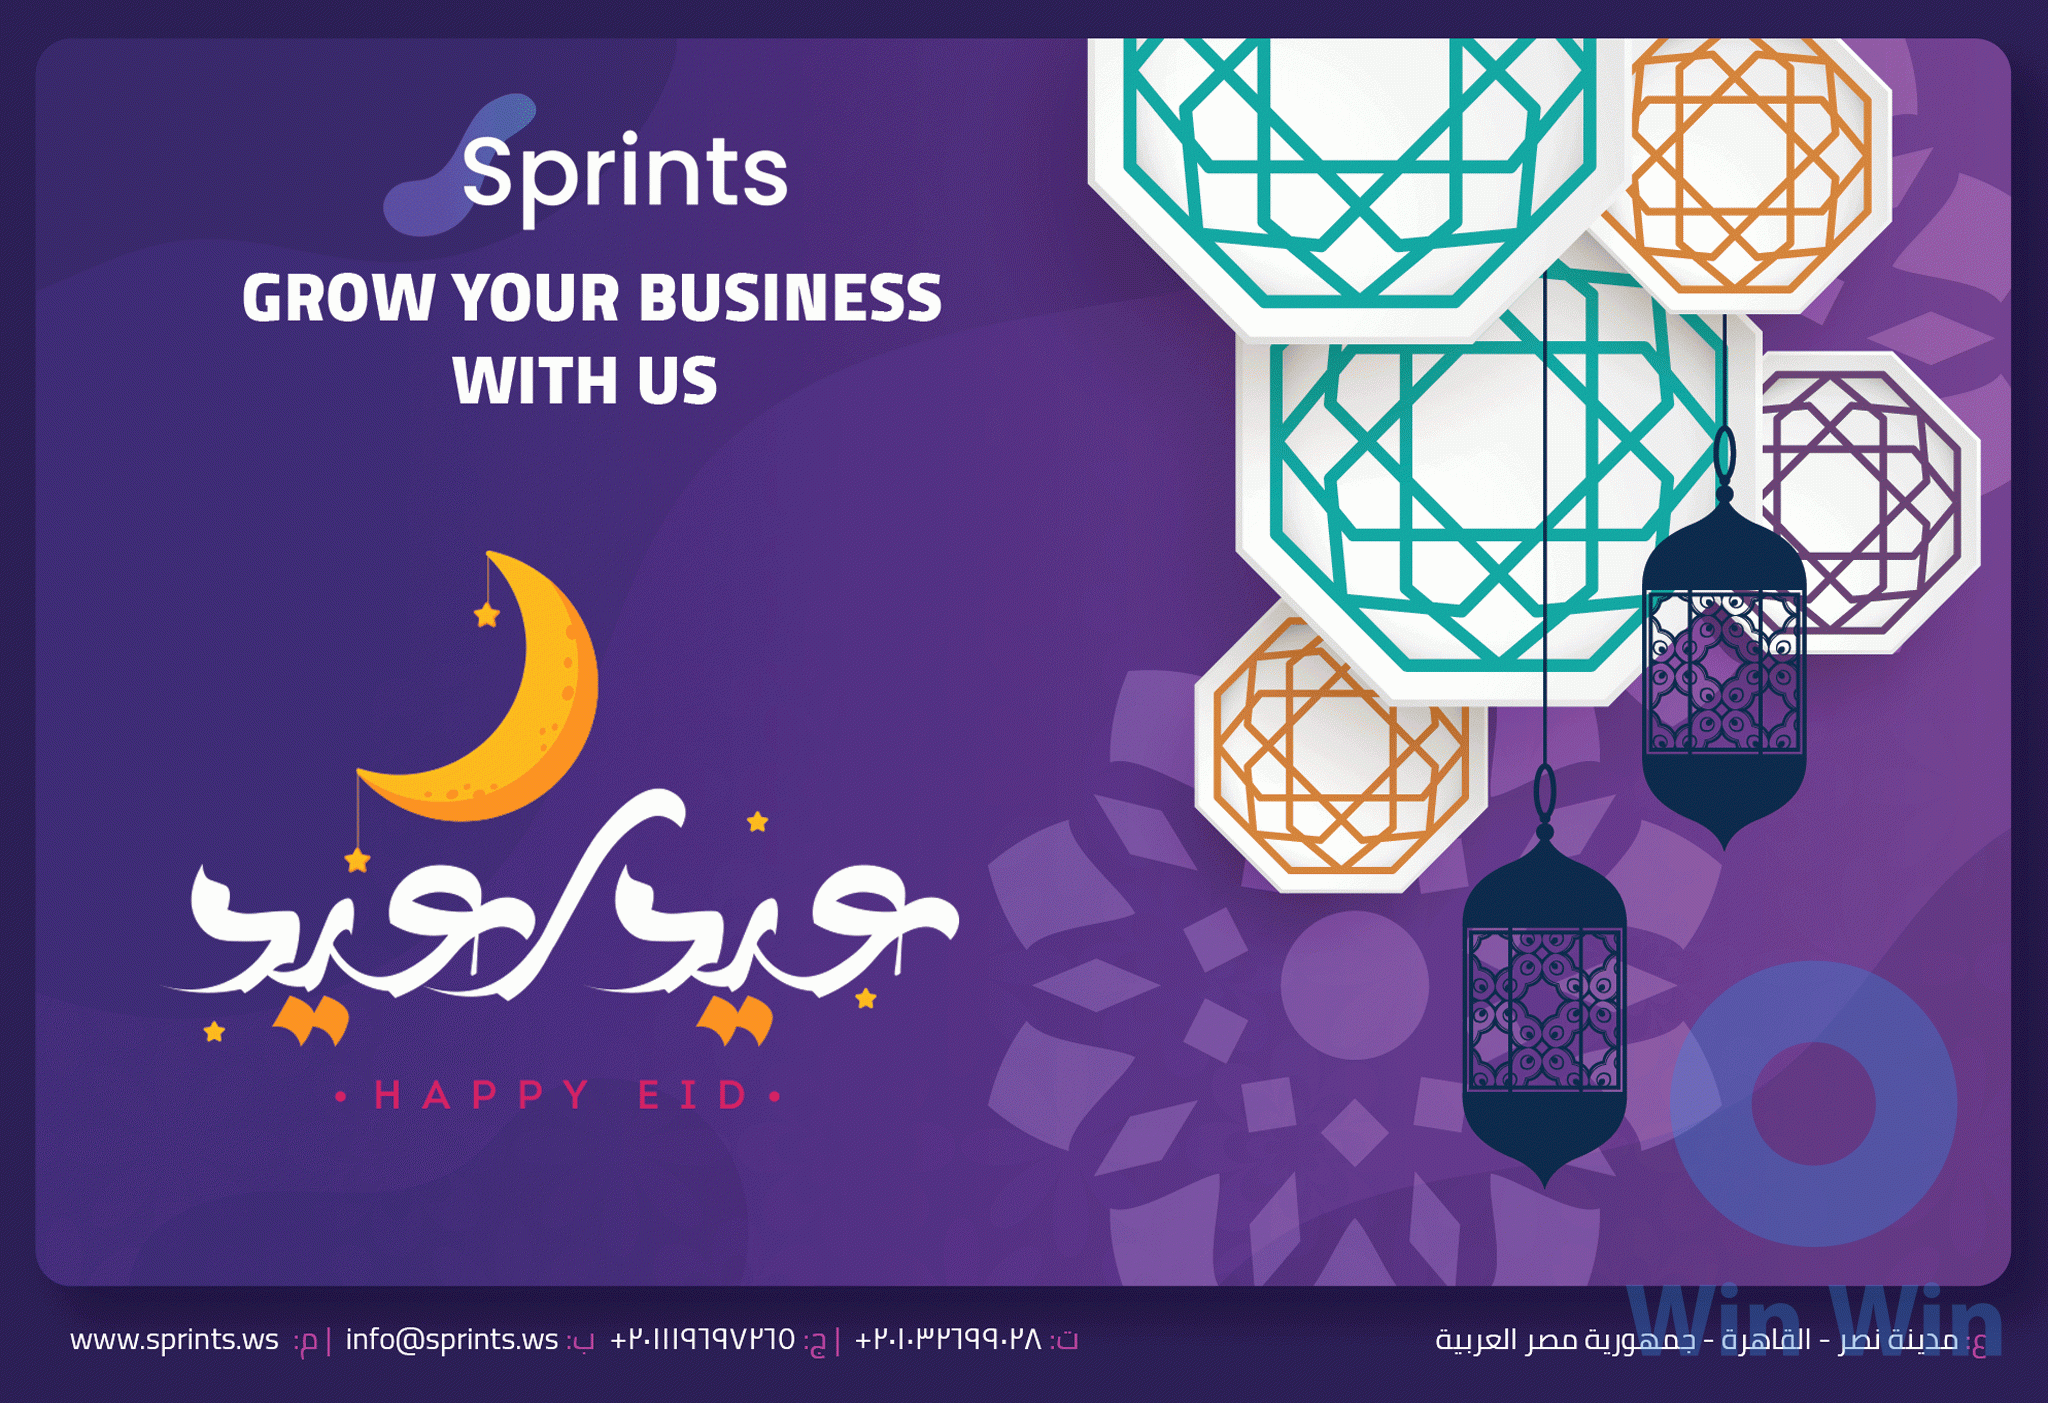 Sprints
GROW YOUR BUSINESS
WITH US
عيد سعيد
• HAPPY EID •
ع: مدينة نصر - القاهرة - جمهورية مصر العربية
ت: +٢٠١٠٣٢٦٩٩٠٢٨ | ج: +٢٠١١١٩٦٩٧٢٦٥ ب: info@sprints.ws | م: www.sprints.ws
Win Win